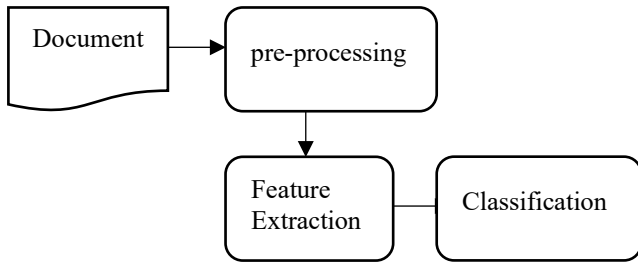 Document
pre-processing
Feature
Extraction
Classification